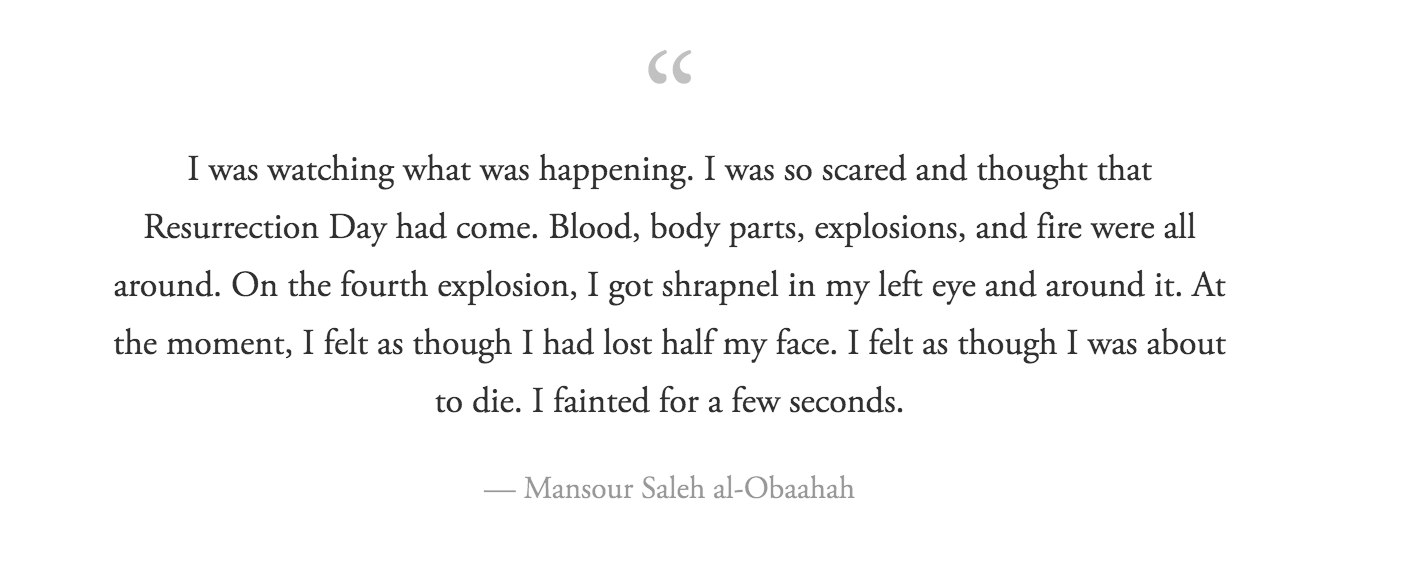 “
I was watching what was happening. I was so scared and thought that
Resurrection Day had come. Blood, body parts, explosions, and fire were all
around. On the fourth explosion, I got shrapnel in my left eye and around it. At
the moment, I felt as though I had lost half my face. I felt as though I was about
to die. I fainted for a few seconds.
— Mansour Saleh al-Obaahah